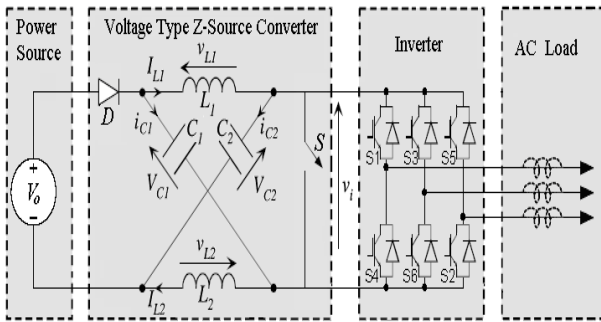 Power Source
Voltage Type Z-Source Converter
Inverter
AC Load
I_L1
v_L1
L_1
D
i_C1
C_1
C_2
i_C2
S
S1
S3
S5
V_o
V_C1
V_C2
v_i
v_L2
I_L2
L_2
S4
S6
S2